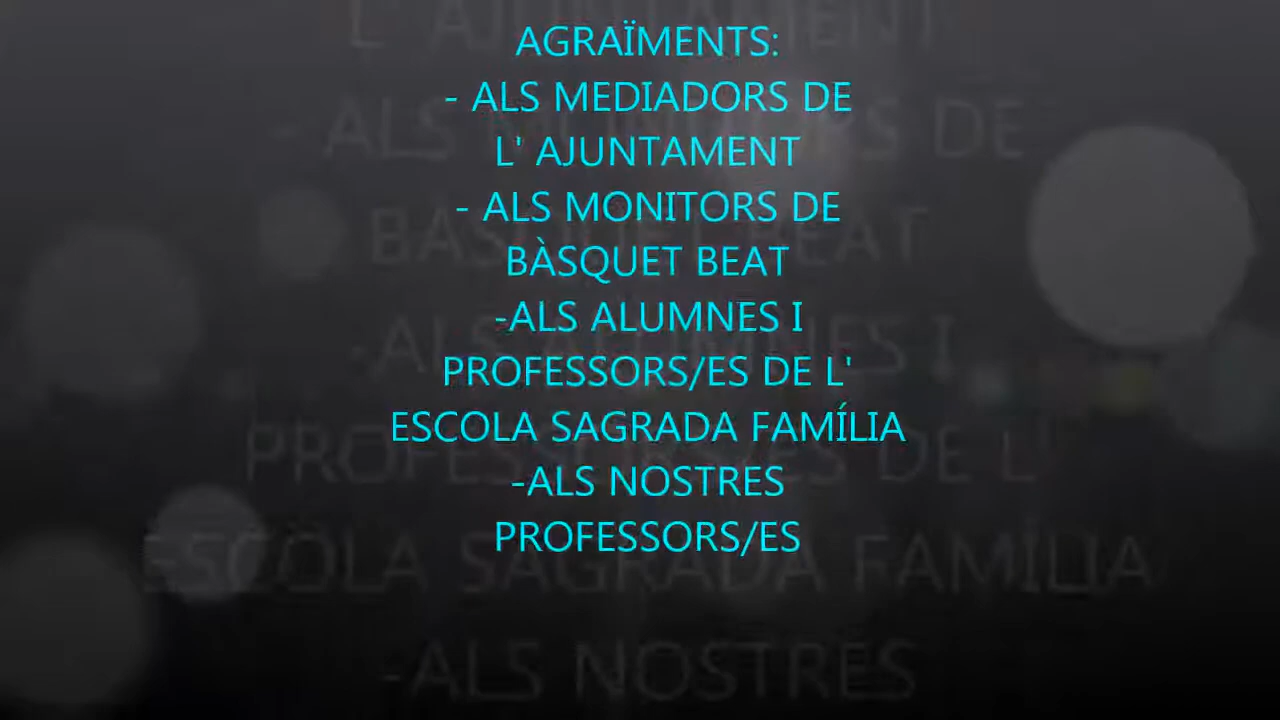 AGRAÏMENTS:
- ALS MEDIADORS DE
L' AJUNTAMENT
- ALS MONITORS DE
BÀSQUET BEAT
-ALS ALUMNES I
PROFESSORS/ES DE L'
ESCOLA SAGRADA FAMÍLIA
-ALS NOSTRES
PROFESSORS/ES